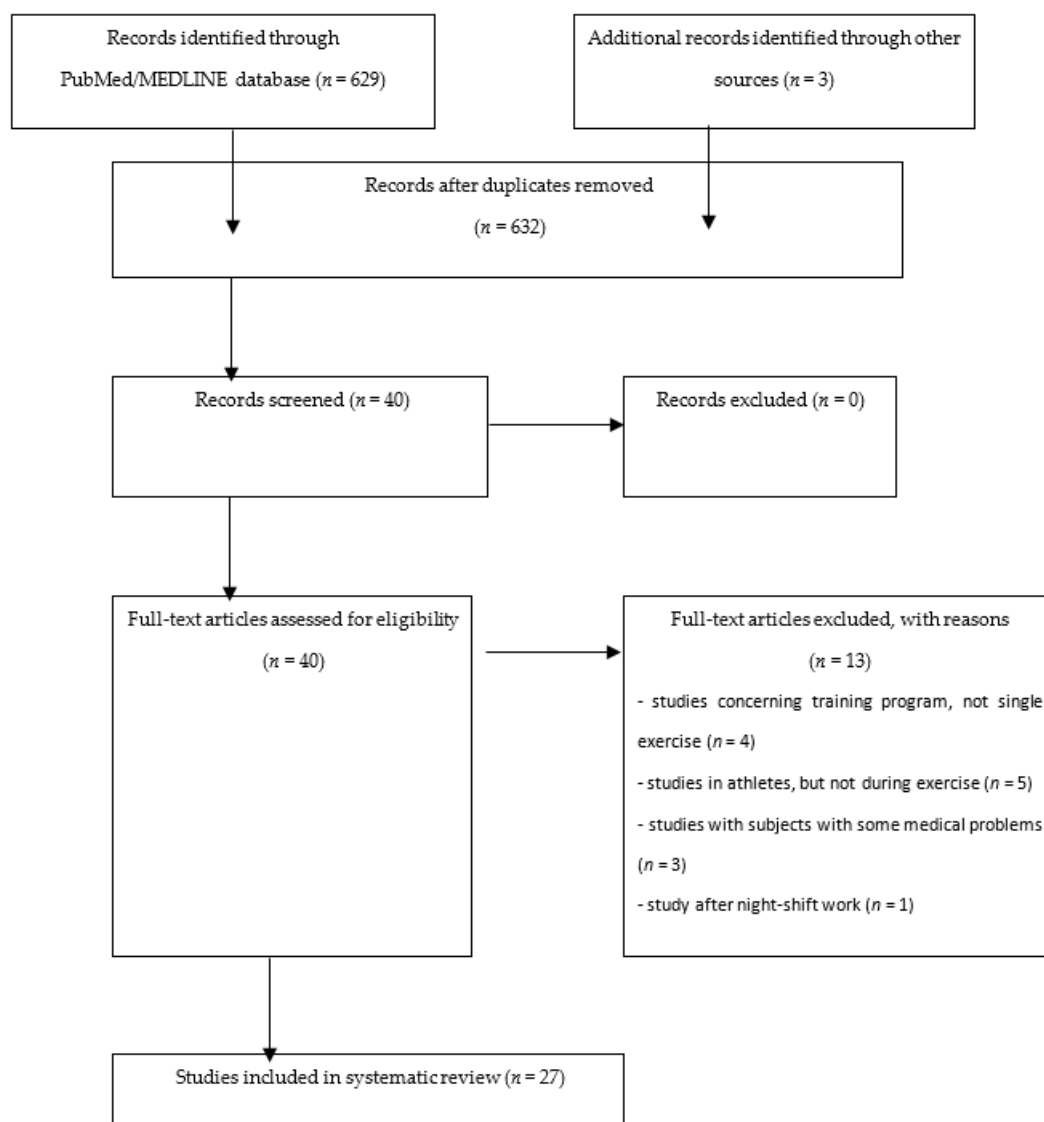 Records identified through
PubMed/MEDLINE database (n = 629)
Additional records identified through other
sources (n = 3)
Records after duplicates removed
(n = 632)
Records screened (n = 40)
Records excluded (n = 0)
Full-text articles assessed for eligibility
(n = 40)
Full-text articles excluded, with reasons
(n = 13)
- studies concerning training program, not single
exercise (n = 4)
- studies in athletes, but not during exercise (n = 5)
- studies with subjects with some medical problems
(n = 3)
- study after night-shift work (n = 1)
Studies included in systematic review (n = 27)